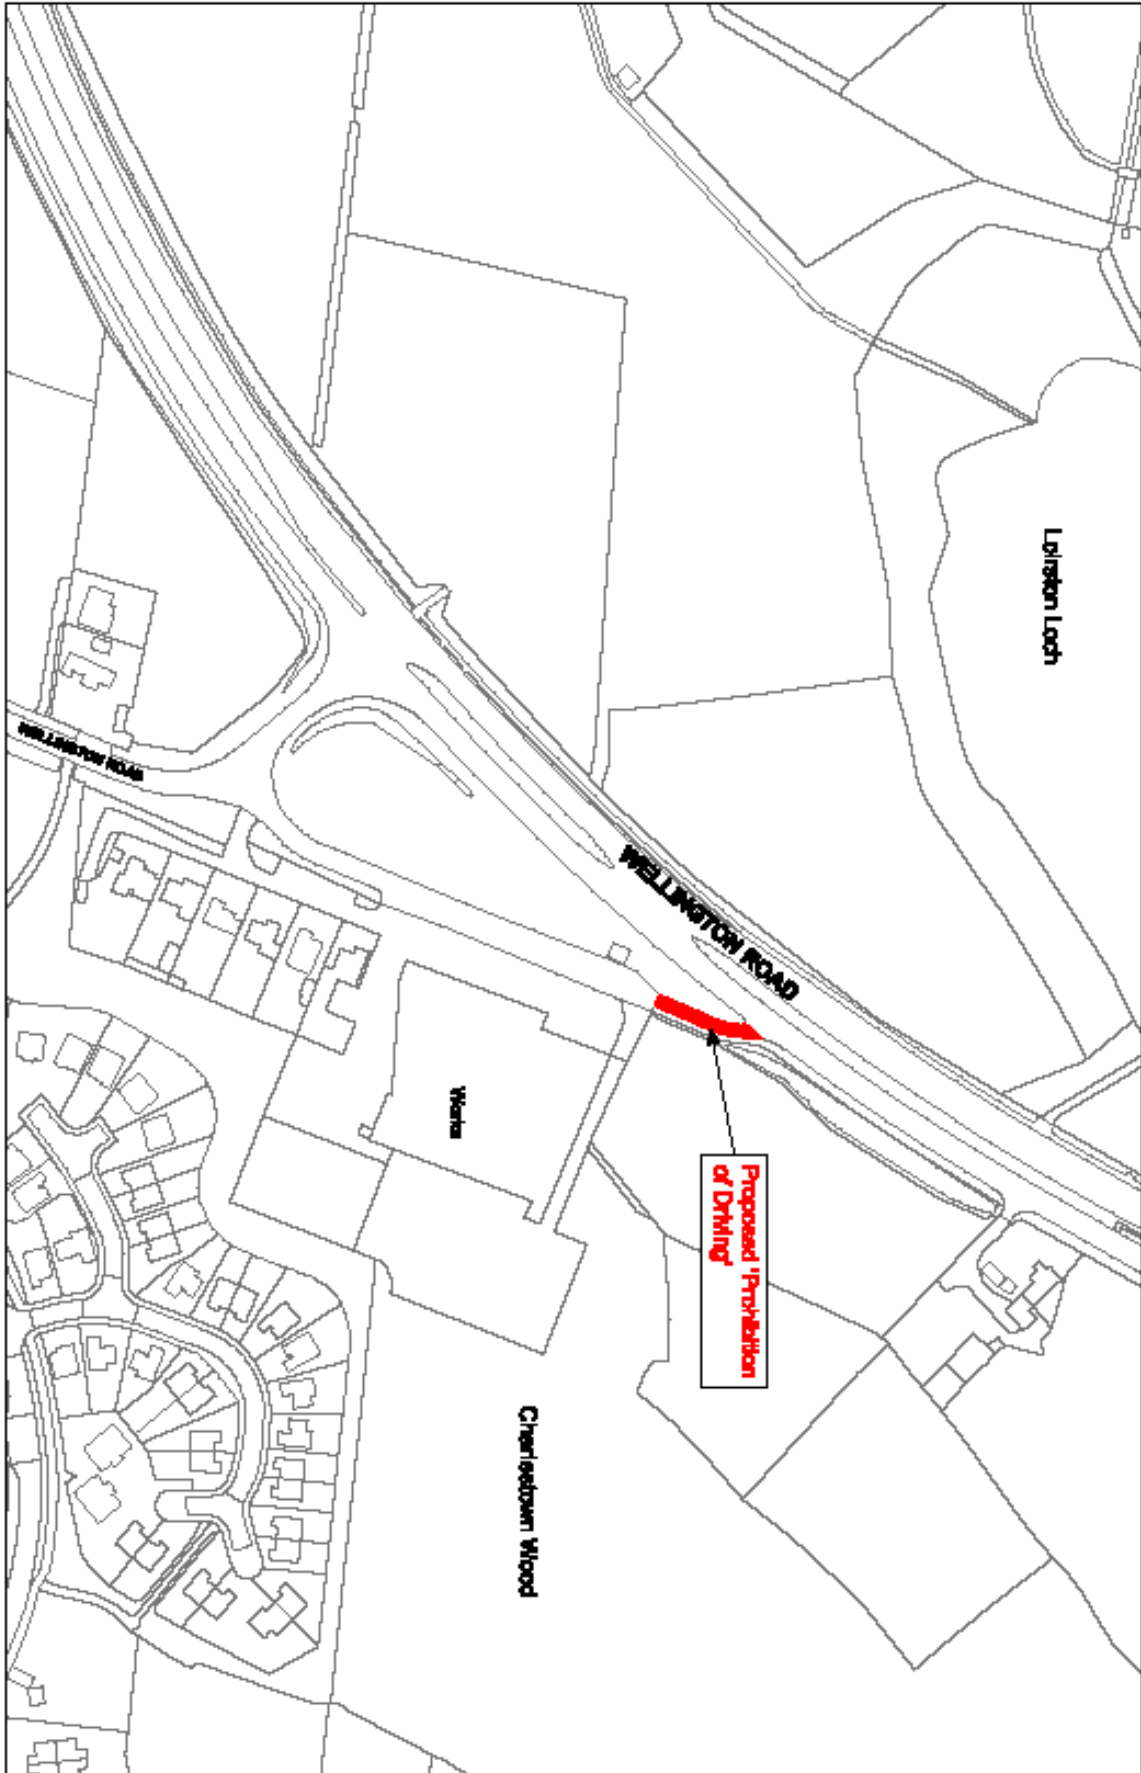 Loirston Loch
WELLINGTON ROAD
WELLINGTON ROAD
Works
Proposed 'Prohibition
of Driving'
Charlestown Wood